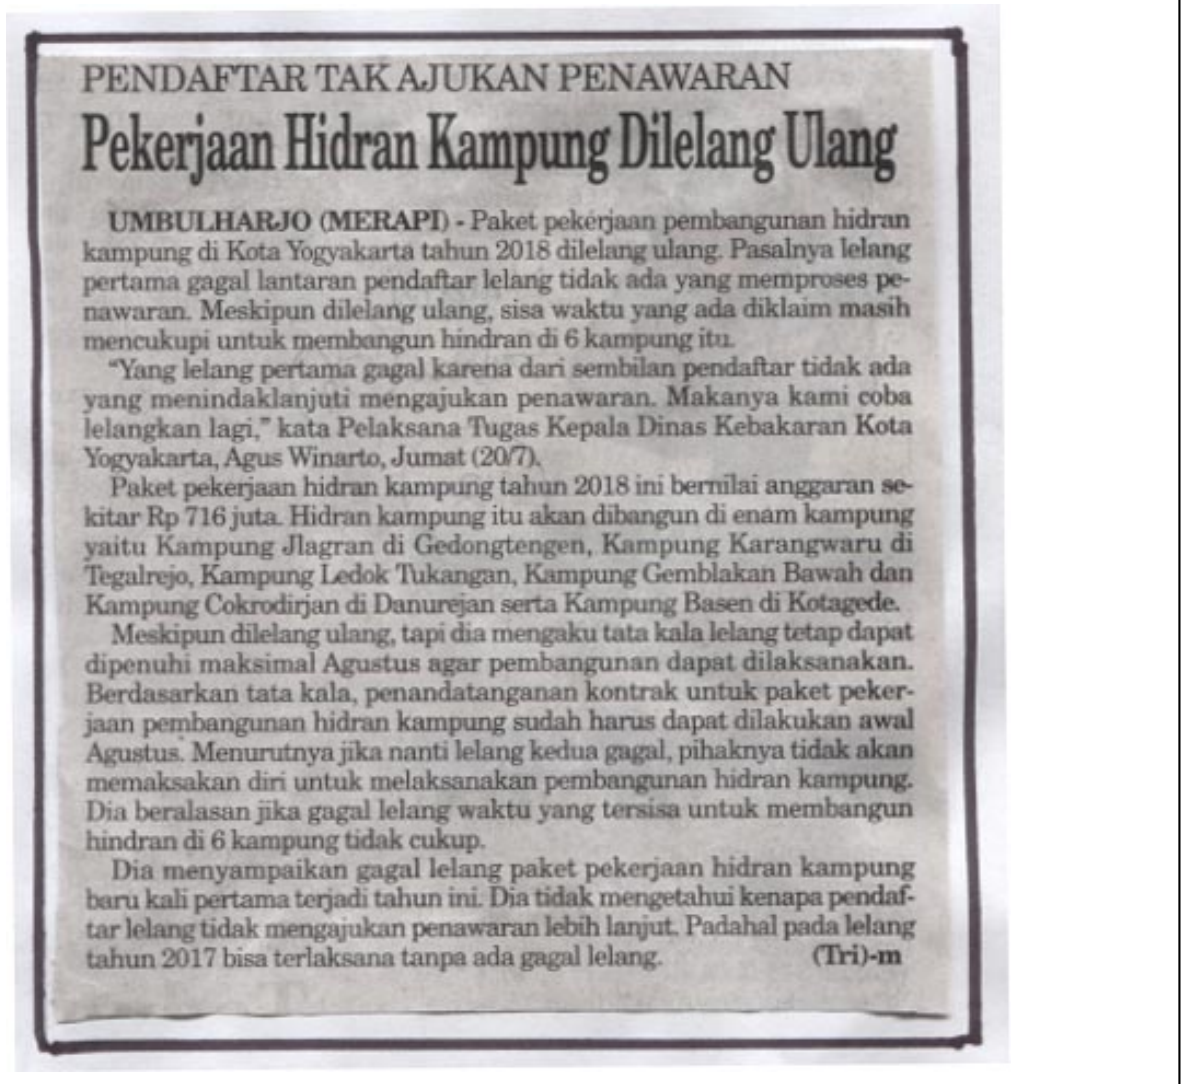 PENDAFTAR TAK AJUKAN PENAWARAN
Pekerjaan Hidran Kampung Dilelang Ulang
UMBULHARJO (MERAPI) - Paket pekerjaan pembangunan hidran
kampung di Kota Yogyakarta tahun 2018 dilelang ulang. Pasalnya lelang
pertama gagal lantaran pendaftar lelang tidak ada yang memproses pe-
nawaran. Meskipun dilelang ulang, sisa waktu yang ada diklaim masih
mencukupi untuk membangun hindran di 6 kampung itu.
"Yang lelang pertama gagal karena dari sembilan pendaftar tidak ada
yang menindaklanjuti mengajukan penawaran. Makanya kami coba
lelangkan lagi," kata Pelaksana Tugas Kepala Dinas Kebakaran Kota
Yogyakarta, Agus Winarto, Jumat (20/7).
Paket pekerjaan hidran kampung tahun 2018 ini bernilai anggaran se-
kitar Rp 716 juta. Hidran kampung itu akan dibangun di enam kampung
yaitu Kampung Jlagran di Gedongtengen, Kampung Karangwaru di
Tegalrejo, Kampung Ledok Tukangan, Kampung Gemblakan Bawah dan
Kampung Cokrodirjan di Danurejan serta Kampung Basen di Kotagede.
Meskipun dilelang ulang, tapi dia mengaku tata kala lelang tetap dapat
dipenuhi maksimal Agustus agar pembangunan dapat dilaksanakan.
Berdasarkan tata kala, penandatanganan kontrak untuk paket peker-
jaan pembangunan hidran kampung sudah harus dapat dilakukan awal
Agustus. Menurutnya jika nanti lelang kedua gagal, pihaknya tidak akan
memaksakan diri untuk melaksanakan pembangunan hidran kampung.
Dia beralasan jika gagal lelang waktu yang tersisa untuk membangun
hindran di 6 kampung tidak cukup.
Dia menyampaikan gagal lelang paket pekerjaan hidran kampung
baru kali pertama terjadi tahun ini. Dia tidak mengetahui kenapa pendaf-
tar lelang tidak mengajukan penawaran lebih lanjut. Padahal pada lelang
tahun 2017 bisa terlaksana tanpa ada gagal lelang. (Tri)-m